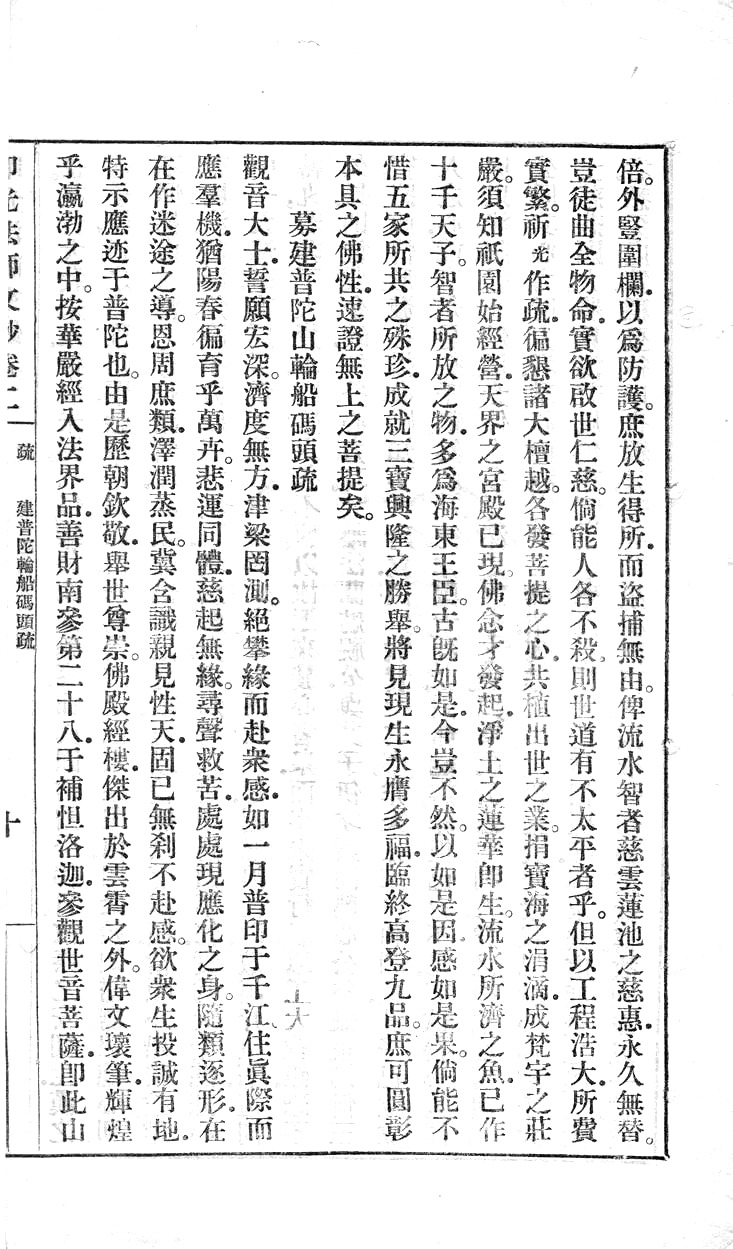 倍。外豎圍欄。以爲防護。庶放生得所。而盜捕無由。俾流水智者慈雲蓮池之慈惠。永久無替。
豈徒曲全物命。實欲啟世仁慈。倘能人各不殺。則世道有不太平者乎。但以工程浩大。所費
實繁。祈光作疏。徧懇諸大檀越。各發菩提之心。共植出世之業。捐寶海之涓滴。成梵宇之莊
嚴。須知祇園始經營。天界之宮殿已現。佛念才發起。淨土之蓮華即生。流水所濟之魚。已作
十千天子。智者所放之物。多爲海東王臣。古既如是。今豈不然。以如是因。感如是果。倘能不
惜五家所共之殊珍。成就三寶興隆之勝舉。將見現生永膺多福。臨終高登九品。庶可圓彰
本具之佛性。速證無上之菩提矣。
募建普陀山輪船碼頭疏
觀音大士。誓願宏深。濟度無方。津梁罔測。絕攀緣而赴衆感。如一月普印于千江。住眞際而
應羣機。猶陽春徧育乎萬卉。悲運同體。慈起無緣。尋聲救苦。處處現應化之身。隨類逐形。在
在作迷途之導。恩周庶類。澤潤蒸民。冀含識親見性天。固已無剎不赴感。欲衆生投誠有地。
特示應迹于普陀也。由是歷朝欽敬。舉世尊崇。佛殿經樓。傑出於雲霄之外。偉文瓌筆。輝煌
乎瀛渤之中。按華嚴經入法界品。善財南參第二十八。于補怛洛迦。參觀世音菩薩。即此山
印光法師文鈔卷二
疏
建普陀輪船碼頭疏
十